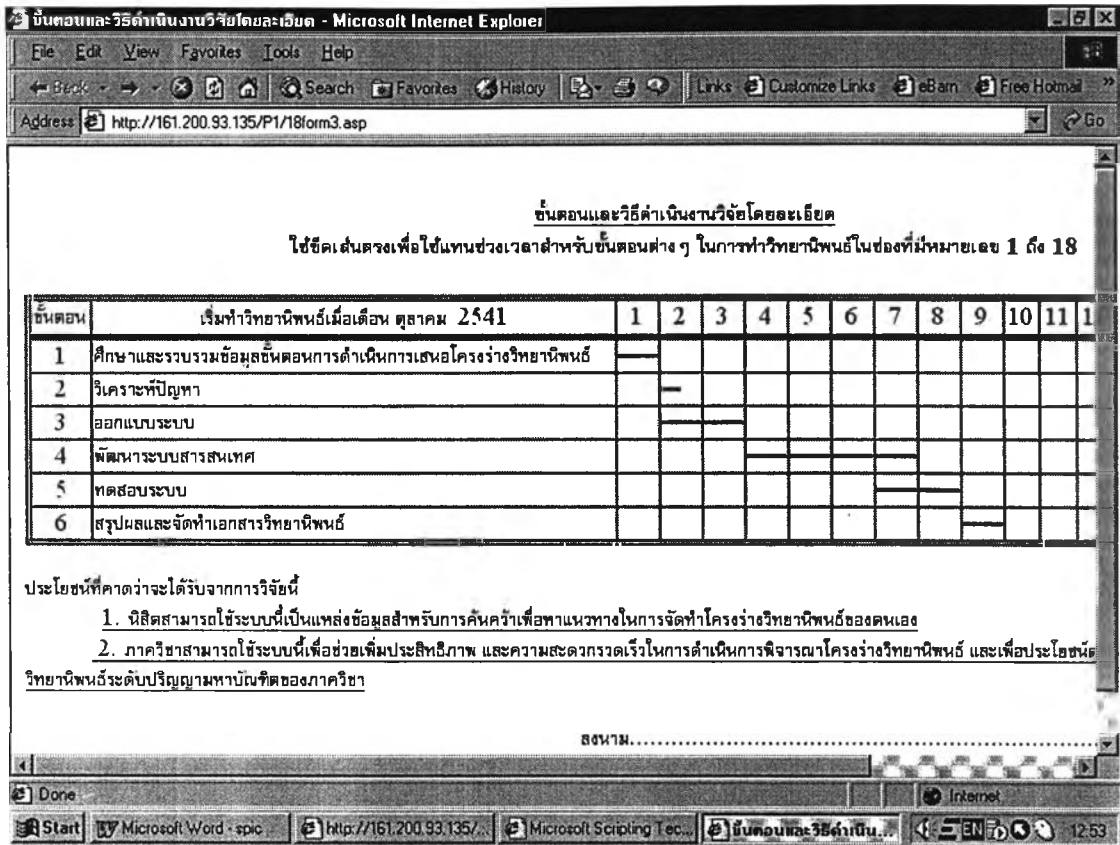 ขั้นตอนและวิธีดำเนินงานวิจัยโดยละเอียด - Microsoft Internet Explorer
File Edit View Favorites Tools Help
Back Search Favorites History Links Customize Links eBarn Free Hotmail »
Address http://161.200.93.135/P1/18form3.asp Go
ขั้นตอนและวิธีดำเนินงานวิจัยโดยละเอียด
ใช้ขีดเส้นตรงเพื่อใช้แทนช่วงเวลาสำหรับขั้นตอนต่าง ๆ ในการทำวิทยานิพนธ์ในช่องที่มีหมายเลข 1 ถึง 18
ขั้นตอน เริ่มทำวิทยานิพนธ์เมื่อเดือน ตุลาคม 2541 1 2 3 4 5 6 7 8 9 10 11 1
1 ศึกษาและรวบรวมข้อมูลขั้นตอนการดำเนินการเสนอโครงร่างวิทยานิพนธ์
2 วิเคราะห์ปัญหา
3 ออกแบบระบบ
4 พัฒนาระบบสารสนเทศ
5 ทดสอบระบบ
6 สรุปผลและจัดทำเอกสารวิทยานิพนธ์
ประโยชน์ที่คาดว่าจะได้รับจากการวิจัยนี้
1. นิสิตสามารถใช้ระบบนี้เป็นแหล่งข้อมูลสำหรับการค้นคว้าเพื่อหาแนวทางในการจัดทำโครงร่างวิทยานิพนธ์ของตนเอง
2. ภาควิชาสามารถใช้ระบบนี้เพื่อช่วยเพิ่มประสิทธิภาพ และความสะดวกรวดเร็วในการดำเนินการพิจารณาโครงร่างวิทยานิพนธ์ และเพื่อประโยชน์
วิทยานิพนธ์ระดับปริญญามหาบัณฑิตของภาควิชา
ลงนาม..........
Done Internet
Start Microsoft Word - spic... http://161.200.93.135/... Microsoft Scripting Tec... ขั้นตอนและวิธีดำเนิน... EN 12:53